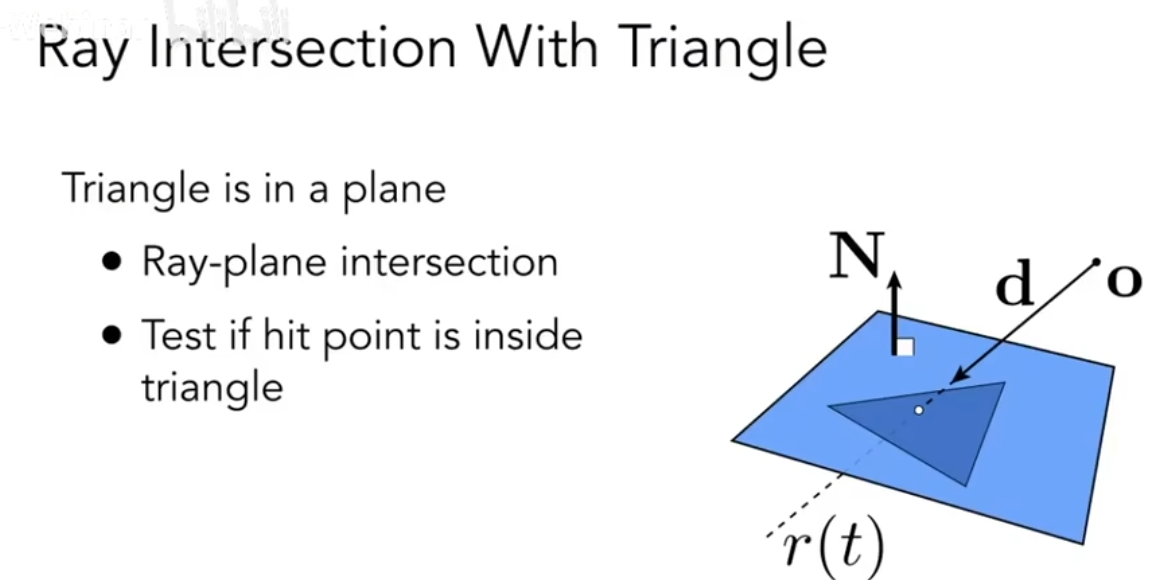 Ray Intersection With Triangle
Triangle is in a plane
● Ray-plane intersection
● Test if hit point is inside
triangle
N
d
o
r(t)